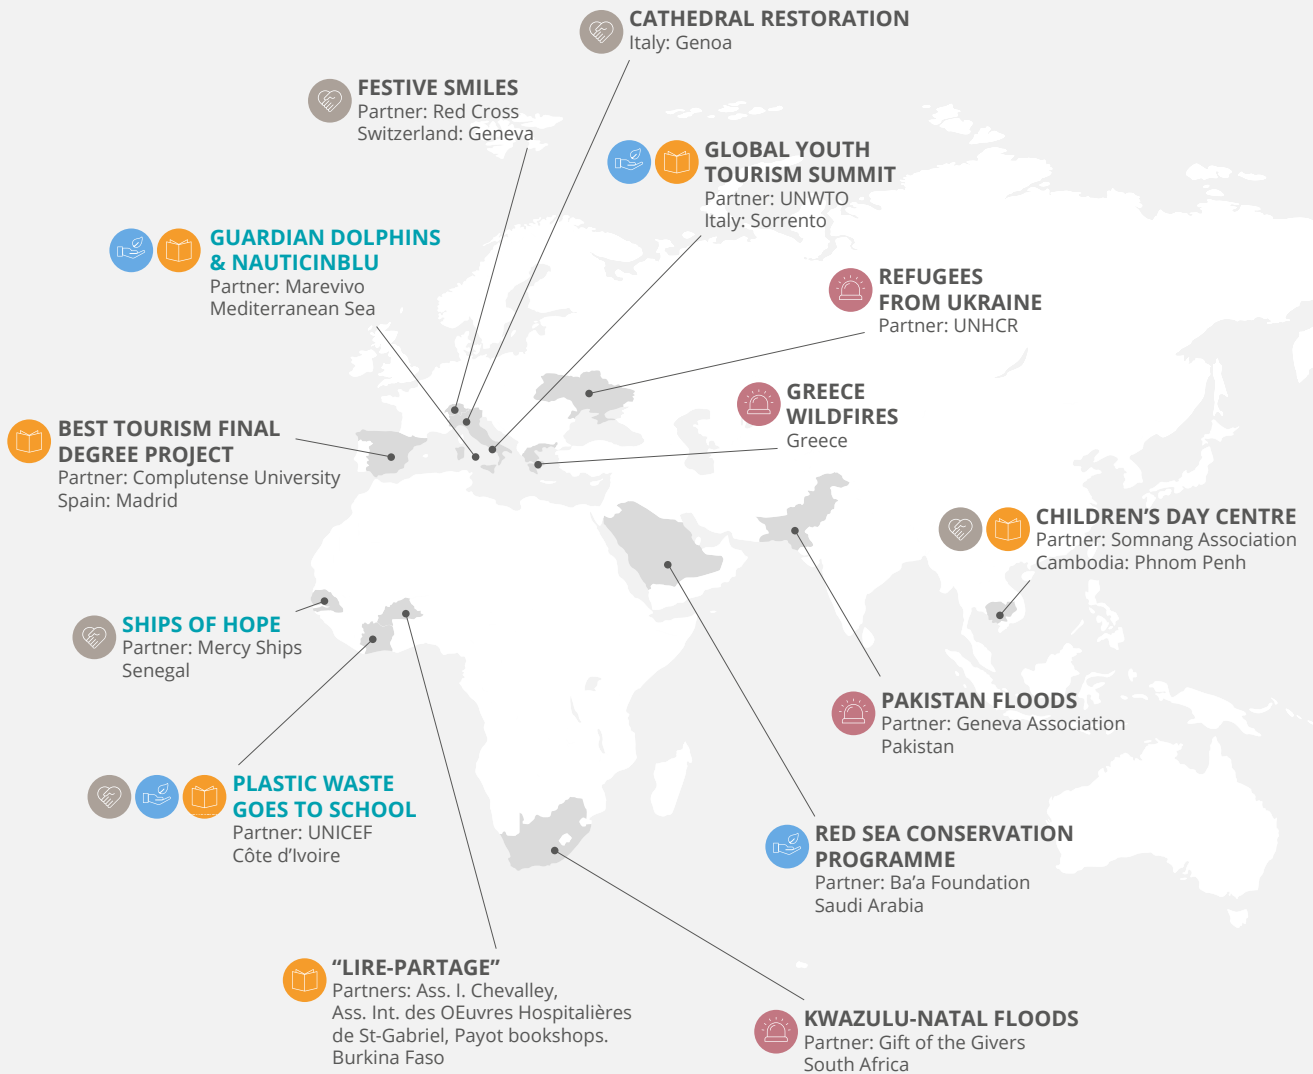 CATHEDRAL RESTORATION
Italy: Genoa
FESTIVE SMILES
Partner: Red Cross
Switzerland: Geneva
GLOBAL YOUTH
TOURISM SUMMIT
Partner: UNWTO
Italy: Sorrento
GUARDIAN DOLPHINS
& NAUTICINBLU
Partner: Marevivo
Mediterranean Sea
REFUGEES
FROM UKRAINE
Partner: UNHCR
GREECE
WILDFIRES
Greece
BEST TOURISM FINAL
DEGREE PROJECT
Partner: Complutense University
Spain: Madrid
CHILDREN’S DAY CENTRE
Partner: Somnang Association
Cambodia: Phnom Penh
SHIPS OF HOPE
Partner: Mercy Ships
Senegal
PAKISTAN FLOODS
Partner: Geneva Association
Pakistan
PLASTIC WASTE
GOES TO SCHOOL
Partner: UNICEF
Côte d’Ivoire
RED SEA CONSERVATION
PROGRAMME
Partner: Ba’a Foundation
Saudi Arabia
“LIRE-PARTAGE”
Partners: Ass. I. Chevalley,
Ass. Int. des OEuvres Hospitalières
de St-Gabriel, Payot bookshops.
Burkina Faso
KWAZULU-NATAL FLOODS
Partner: Gift of the Givers
South Africa